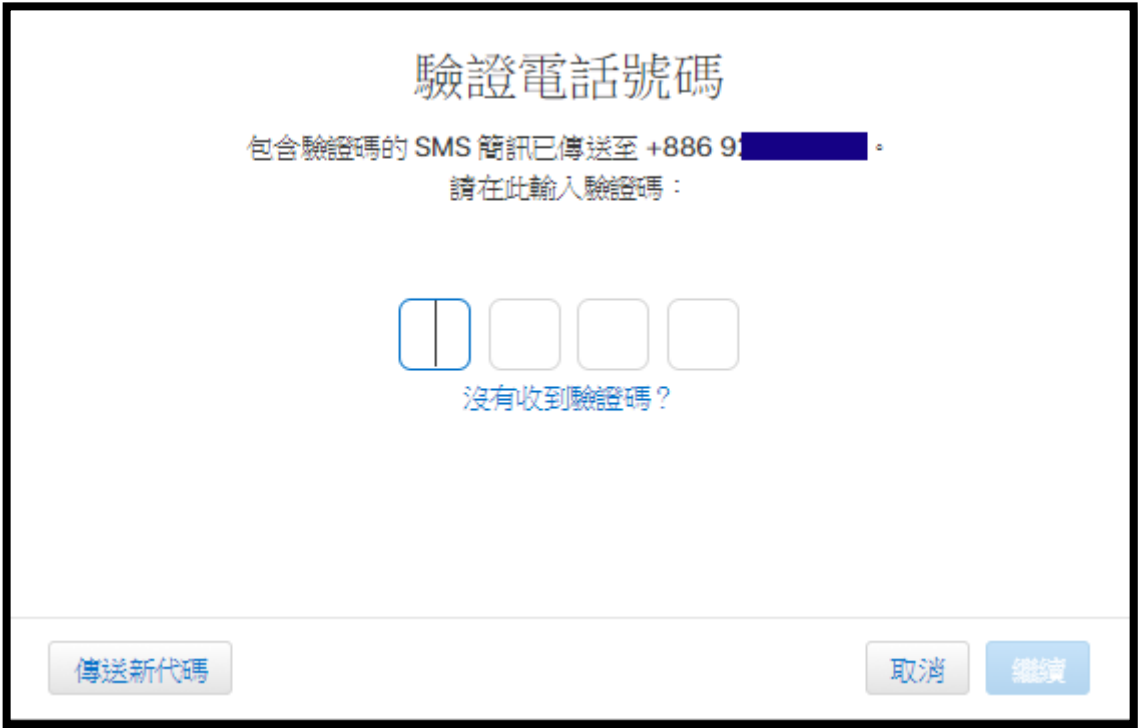 驗證電話號碼
包含驗證碼的 SMS 簡訊已傳送至 +886 92 。
請在此輸入驗證碼：
沒有收到驗證碼？
傳送新代碼
取消
繼續